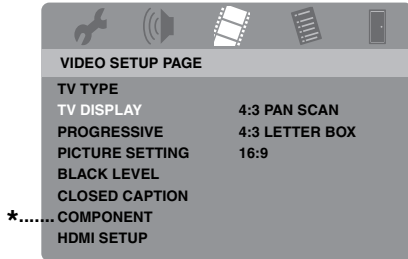 VIDEO SETUP PAGE
TV TYPE
TV DISPLAY 4:3 PAN SCAN
PROGRESSIVE 4:3 LETTER BOX
PICTURE SETTING 16:9
BLACK LEVEL
CLOSED CAPTION
*....... COMPONENT
HDMI SETUP